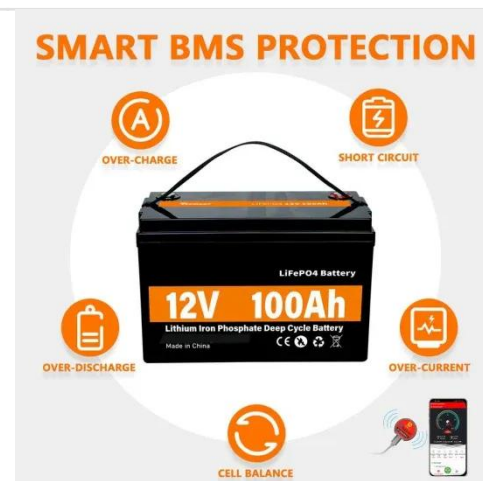 SMART BMS PROTECTION
OVER-CHARGE
SHORT CIRCUIT
LiFePO4 Battery
12V 100Ah
Lithium Iron Phosphate Deep Cycle Battery
Made in China
CE
OVER-DISCHARGE
OVER-CURRENT
CELL BALANCE